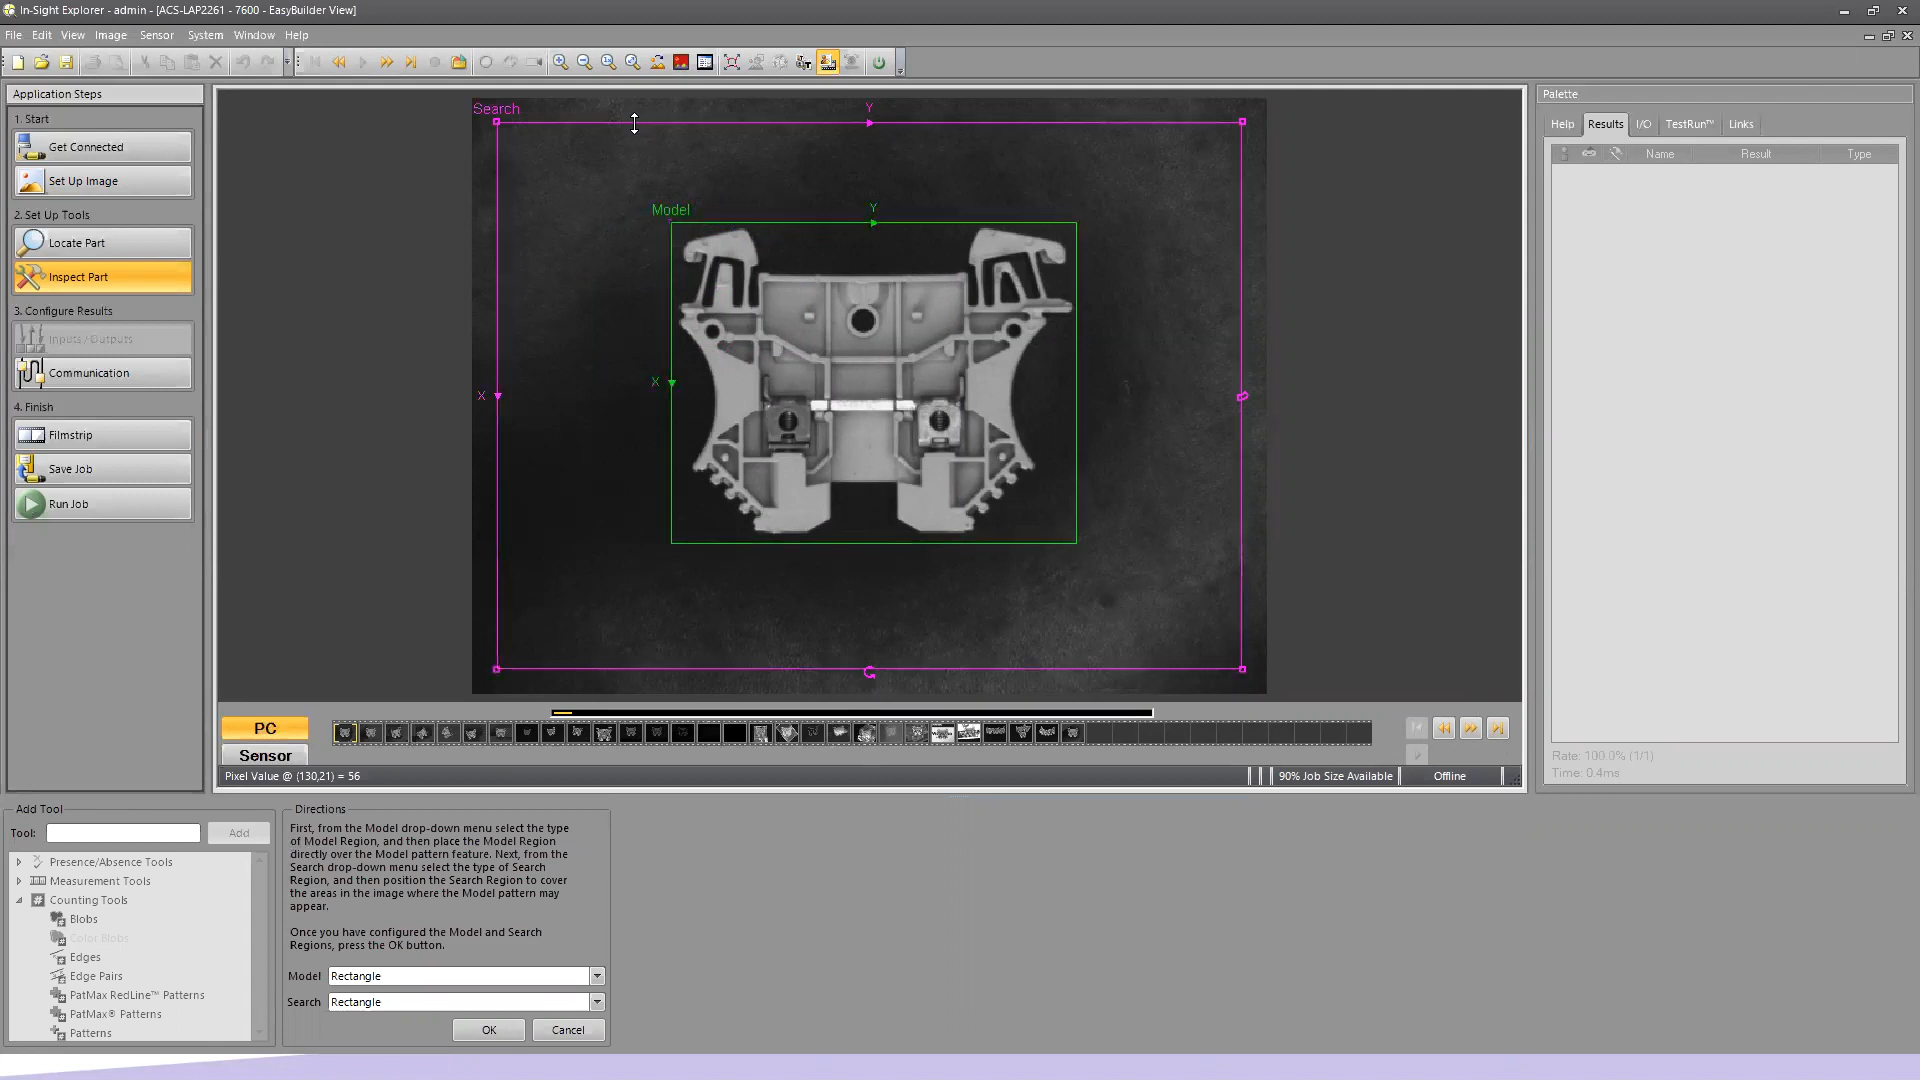 In-Sight Explorer - admin - [ACS-LAP2261 - 7600 - EasyBuilder View]
File Edit View Image Sensor System Window Help
Application Steps
1. Start
Get Connected
Set Up Image
2. Set Up Tools
Locate Part
Inspect Part
3. Configure Results
Inputs / Outputs
Communication
4. Finish
Filmstrip
Save Job
Run Job
Search
Y
Model
Y
X
X
PC
Sensor
Pixel Value @ (130,21) = 56
90% Job Size Available
Offline
Palette
Help Results I/O TestRun™ Links
Name Result Type
Rate: 100.0% (1/1)
Time: 0.4ms
Add Tool
Tool:
Add
Presence/Absence Tools
Measurement Tools
Counting Tools
Blobs
Color Blobs
Edges
Edge Pairs
PatMax RedLine™ Patterns
PatMax® Patterns
Patterns
Directions
First, from the Model drop-down menu select the type
of Model Region, and then place the Model Region
directly over the Model pattern feature. Next, from the
Search drop-down menu select the type of Search
Region, and then position the Search Region to cover
the areas in the image where the Model pattern may
appear.
Once you have configured the Model and Search
Regions, press the OK button.
Model Rectangle
Search Rectangle
OK Cancel